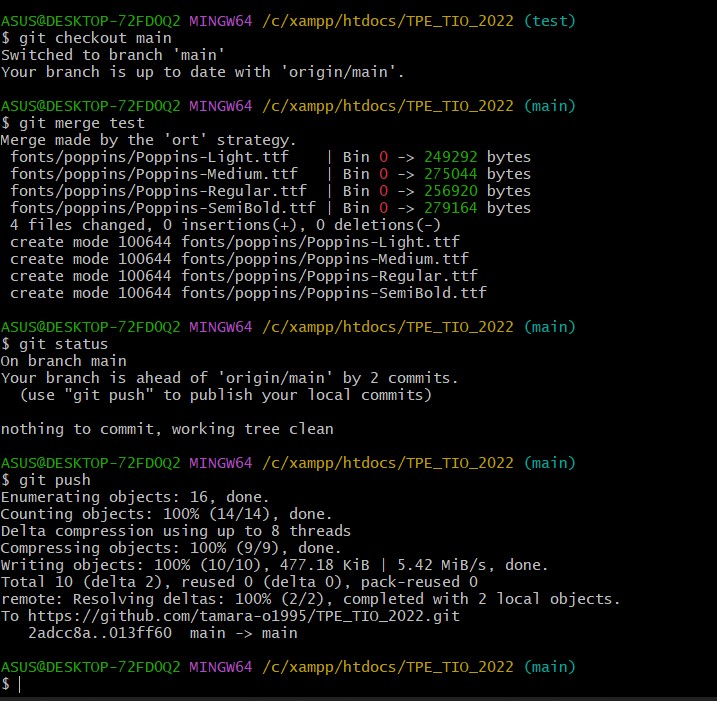 ASUS@DESKTOP-72FDOQ2 MINGW64 /c/xampp/htdocs/TPE_TIO_2022 (test)
$ git checkout main
Switched to branch 'main'
Your branch is up to date with 'origin/main'.

ASUS@DESKTOP-72FDOQ2 MINGW64 /c/xampp/htdocs/TPE_TIO_2022 (main)
$ git merge test
Merge made by the 'ort' strategy.
 fonts/poppins/Poppins-Light.ttf    | Bin 0 -> 249292 bytes
 fonts/poppins/Poppins-Medium.ttf   | Bin 0 -> 275044 bytes
 fonts/poppins/Poppins-Regular.ttf  | Bin 0 -> 256920 bytes
 fonts/poppins/Poppins-SemiBold.ttf | Bin 0 -> 279164 bytes
 4 files changed, 0 insertions(+), 0 deletions(-)
 create mode 100644 fonts/poppins/Poppins-Light.ttf
 create mode 100644 fonts/poppins/Poppins-Medium.ttf
 create mode 100644 fonts/poppins/Poppins-Regular.ttf
 create mode 100644 fonts/poppins/Poppins-SemiBold.ttf

ASUS@DESKTOP-72FDOQ2 MINGW64 /c/xampp/htdocs/TPE_TIO_2022 (main)
$ git status
On branch main
Your branch is ahead of 'origin/main' by 2 commits.
  (use "git push" to publish your local commits)

nothing to commit, working tree clean

ASUS@DESKTOP-72FDOQ2 MINGW64 /c/xampp/htdocs/TPE_TIO_2022 (main)
$ git push
Enumerating objects: 16, done.
Counting objects: 100% (14/14), done.
Delta compression using up to 8 threads
Compressing objects: 100% (9/9), done.
Writing objects: 100% (10/10), 477.18 KiB | 5.42 MiB/s, done.
Total 10 (delta 2), reused 0 (delta 0), pack-reused 0
remote: Resolving deltas: 100% (2/2), completed with 2 local objects.
To https://github.com/tamara-o1995/TPE_TIO_2022.git
   2adcc8a..013ff60  main -> main

ASUS@DESKTOP-72FDOQ2 MINGW64 /c/xampp/htdocs/TPE_TIO_2022 (main)
$